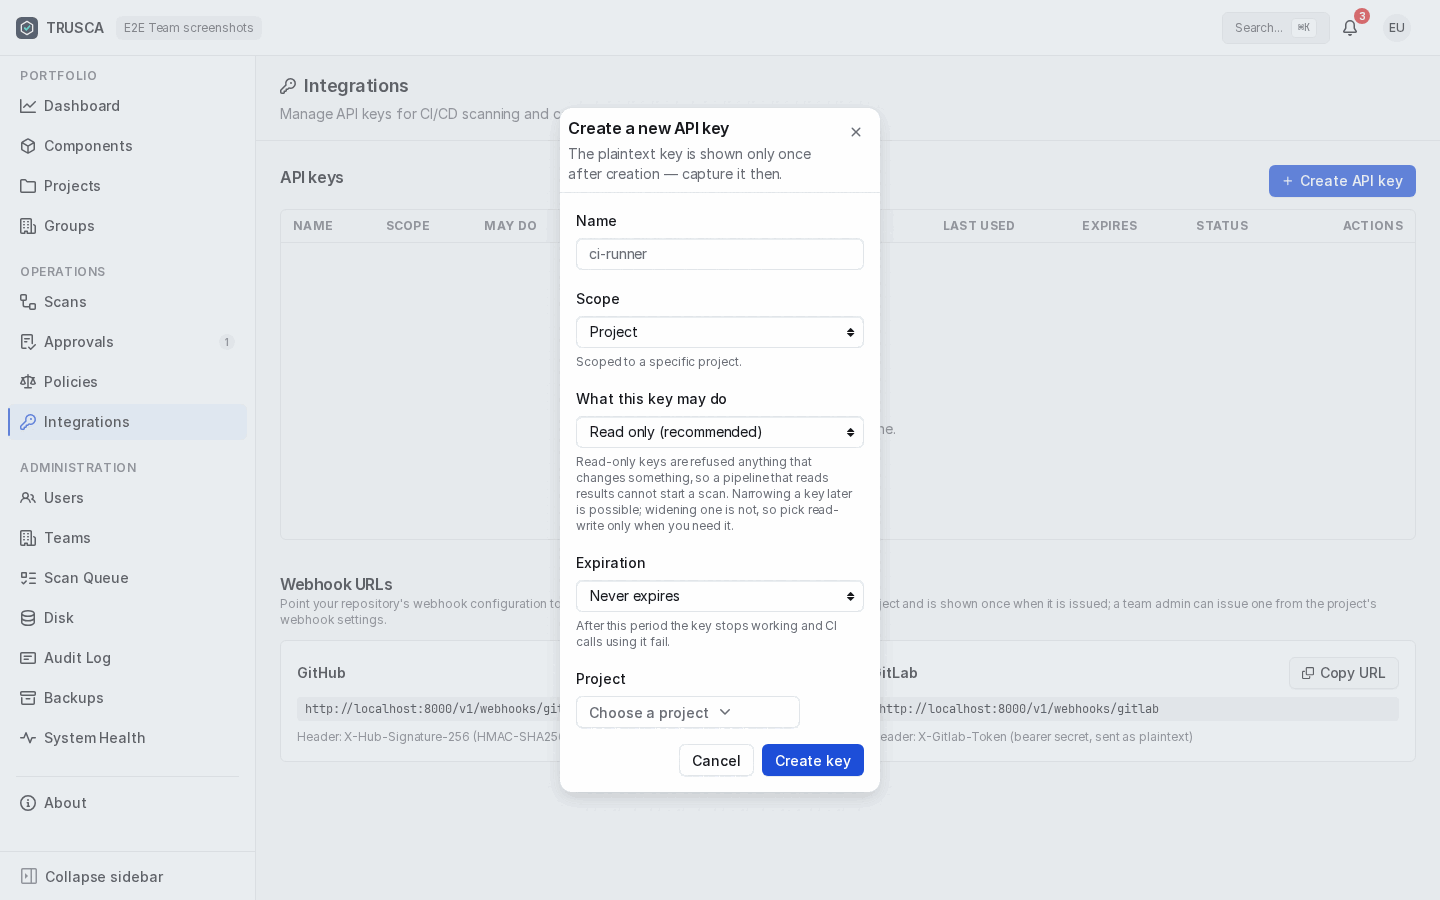 TRUSCA
E2E Team screenshots
Search...
⌘K
3
EU
PORTFOLIO
Dashboard
Components
Projects
Groups
OPERATIONS
Scans
Approvals
1
Policies
Integrations
ADMINISTRATION
Users
Teams
Scan Queue
Disk
Audit Log
Backups
System Health
About
Collapse sidebar
Integrations
Manage API keys for CI/CD scanning and
API keys
Create API key
NAME
SCOPE
MAY DO
LAST USED
EXPIRES
STATUS
ACTIONS
Webhook URLs
Point your repository's webhook configuration to
and is shown once when it is issued; a team admin can issue one from the project's
webhook settings.
GitHub
http://localhost:8000/v1/webhooks/
Header: X-Hub-Signature-256
Copy URL
http://localhost:8000/v1/webhooks/gitlab
X-Gitlab-Token (bearer secret, sent as plaintext)
Create a new API key
The plaintext key is shown only once
after creation — capture it then.
Name
ci-runner
Scope
Project
Scoped to a specific project.
What this key may do
Read only (recommended)
Read-only keys are refused anything that
changes something, so a pipeline that reads
results cannot start a scan. Narrowing a key later
is possible; widening one is not, so pick read-
write only when you need it.
Expiration
Never expires
After this period the key stops working and CI
calls using it fail.
Project
Choose a project
Cancel
Create key